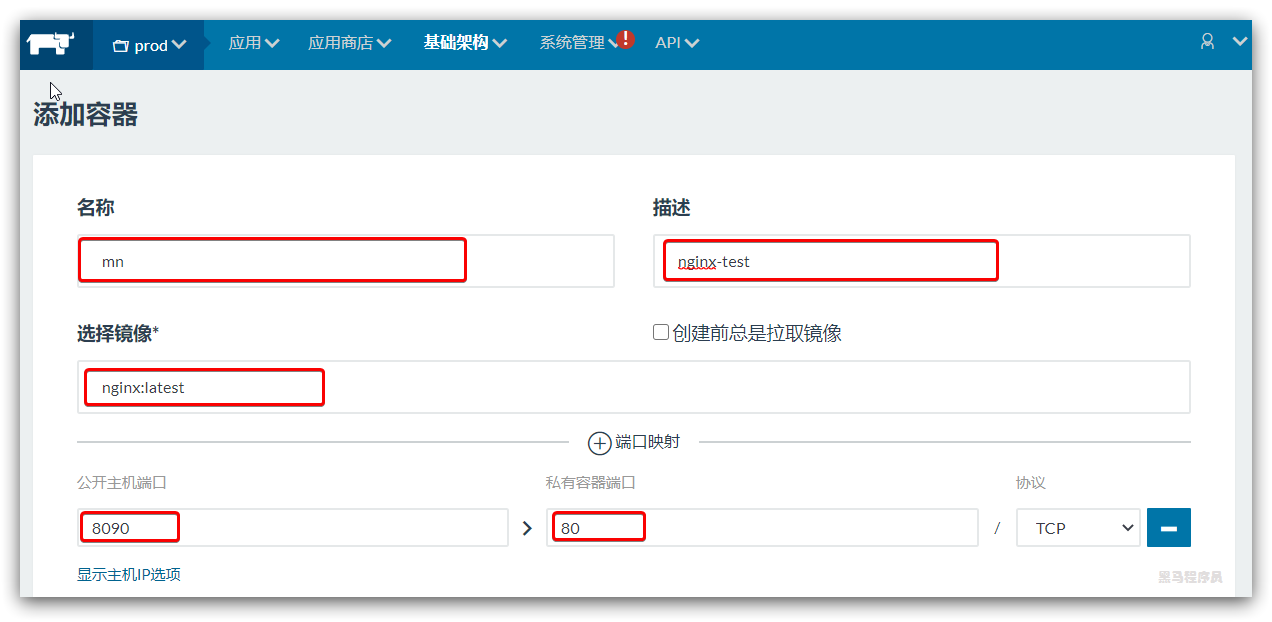 prod 应用 应用商店 基础架构 系统管理 ! API
添加容器
名称 描述
mn nginx-test
选择镜像* 创建前总是拉取镜像
nginx:latest
端口映射
公开主机端口 私有容器端口 协议
8090 80 / TCP
显示主机IP选项
黑马程序员